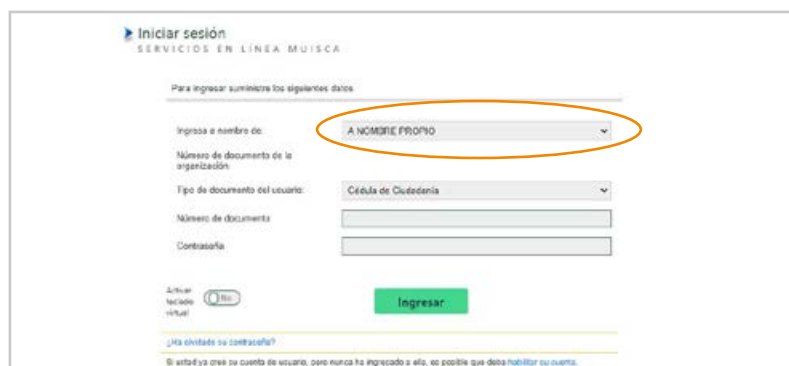 Iniciar sesión
SERVICIOS EN LÍNEA MUISCA
Para ingresar suministre los siguientes datos
Ingresa a nombre de:
A NOMBRE PROPIO
Número de documento de la
organización
Tipo de documento del usuario:
Cédula de Ciudadanía
Número de documento
Contraseña
Activar
teclado
virtual
No
Ingresar
¿Ha olvidado su contraseña?
Si usted ya creó su cuenta de usuario, pero nunca ha ingresado a ella, es posible que deba habilitar su cuenta.